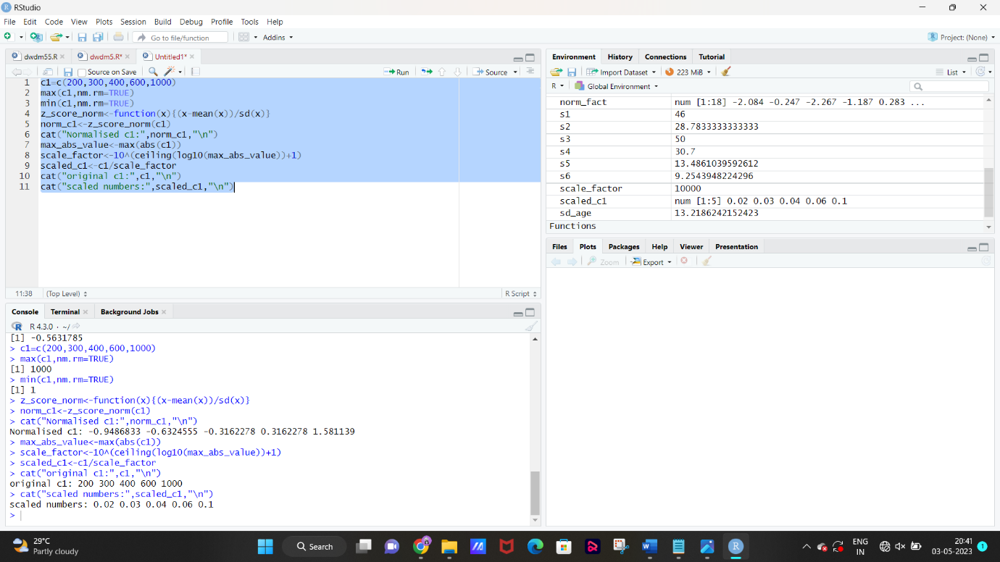 RStudio
File Edit Code View Plots Session Build Debug Profile Tools Help
Go to file/function Addins Project: (None)
dwdm55.R dwdm5.R* Untitled1*
Source on Save Run Source
1 c1=c(200,300,400,600,1000)
2 max(c1,nm.rm=TRUE)
3 min(c1,nm.rm=TRUE)
4 z_score_norm<-function(x){(x-mean(x))/sd(x)}
5 norm_c1<-z_score_norm(c1)
6 cat("Normalised c1:",norm_c1,"\n")
7 max_abs_value<-max(abs(c1))
8 scale_factor<-10^(ceiling(log10(max_abs_value))+1)
9 scaled_c1<-c1/scale_factor
10 cat("original c1:",c1,"\n")
11 cat("scaled numbers:",scaled_c1,"\n")
11:38 (Top Level) R Script
Console Terminal Background Jobs
R 4.3.0 · ~/
[1] -0.5631785
> c1=c(200,300,400,600,1000)
> max(c1,nm.rm=TRUE)
[1] 1000
> min(c1,nm.rm=TRUE)
[1] 1
> z_score_norm<-function(x){(x-mean(x))/sd(x)}
> norm_c1<-z_score_norm(c1)
> cat("Normalised c1:",norm_c1,"\n")
Normalised c1: -0.9486833 -0.6324555 -0.3162278 0.3162278 1.581139
> max_abs_value<-max(abs(c1))
> scale_factor<-10^(ceiling(log10(max_abs_value))+1)
> scaled_c1<-c1/scale_factor
> cat("original c1:",c1,"\n")
original c1: 200 300 400 600 1000
> cat("scaled numbers:",scaled_c1,"\n")
scaled numbers: 0.02 0.03 0.04 0.06 0.1
>
Environment History Connections Tutorial
Import Dataset 223 MiB List
R Global Environment
norm_fact num [1:18] -2.084 -0.247 -2.267 -1.187 0.283 ...
s1 46
s2 28.7833333333333
s3 50
s4 30.7
s5 13.4861039592612
s6 9.2543948224296
scale_factor 10000
scaled_c1 num [1:5] 0.02 0.03 0.04 0.06 0.1
sd_age 13.2186242152423
Functions
Files Plots Packages Help Viewer Presentation
Zoom Export
29°C
Partly cloudy
Search
ENG
IN
20:41
03-05-2023
1